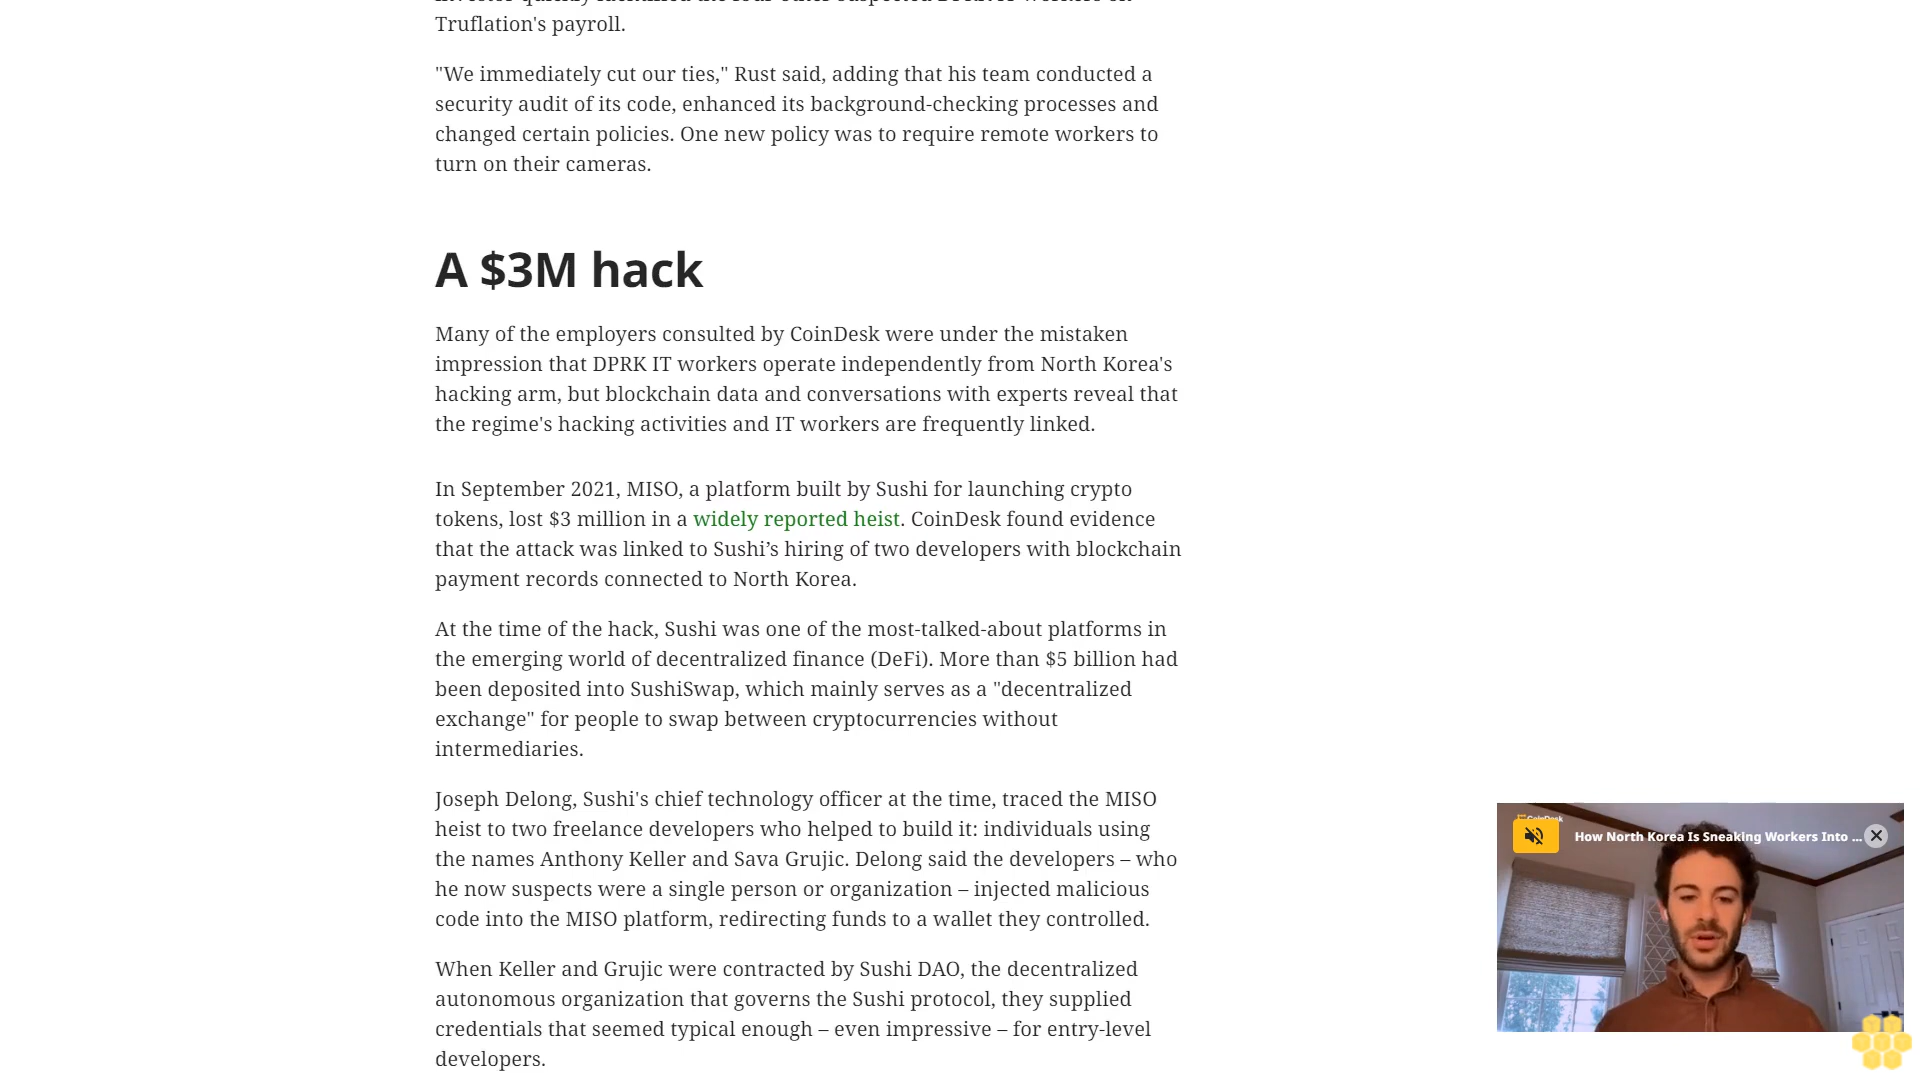 Truflation's payroll.
"We immediately cut our ties," Rust said, adding that his team conducted a
security audit of its code, enhanced its background-checking processes and
changed certain policies. One new policy was to require remote workers to
turn on their cameras.
A $3M hack
Many of the employers consulted by CoinDesk were under the mistaken
impression that DPRK IT workers operate independently from North Korea's
hacking arm, but blockchain data and conversations with experts reveal that
the regime's hacking activities and IT workers are frequently linked.
In September 2021, MISO, a platform built by Sushi for launching crypto
tokens, lost $3 million in a widely reported heist. CoinDesk found evidence
that the attack was linked to Sushi’s hiring of two developers with blockchain
payment records connected to North Korea.
At the time of the hack, Sushi was one of the most-talked-about platforms in
the emerging world of decentralized finance (DeFi). More than $5 billion had
been deposited into SushiSwap, which mainly serves as a "decentralized
exchange" for people to swap between cryptocurrencies without
intermediaries.
Joseph Delong, Sushi's chief technology officer at the time, traced the MISO
heist to two freelance developers who helped to build it: individuals using
the names Anthony Keller and Sava Grujic. Delong said the developers – who
he now suspects were a single person or organization – injected malicious
code into the MISO platform, redirecting funds to a wallet they controlled.
When Keller and Grujic were contracted by Sushi DAO, the decentralized
autonomous organization that governs the Sushi protocol, they supplied
credentials that seemed typical enough – even impressive – for entry-level
developers.
CoinDesk
How North Korea Is Sneaking Workers Into ...